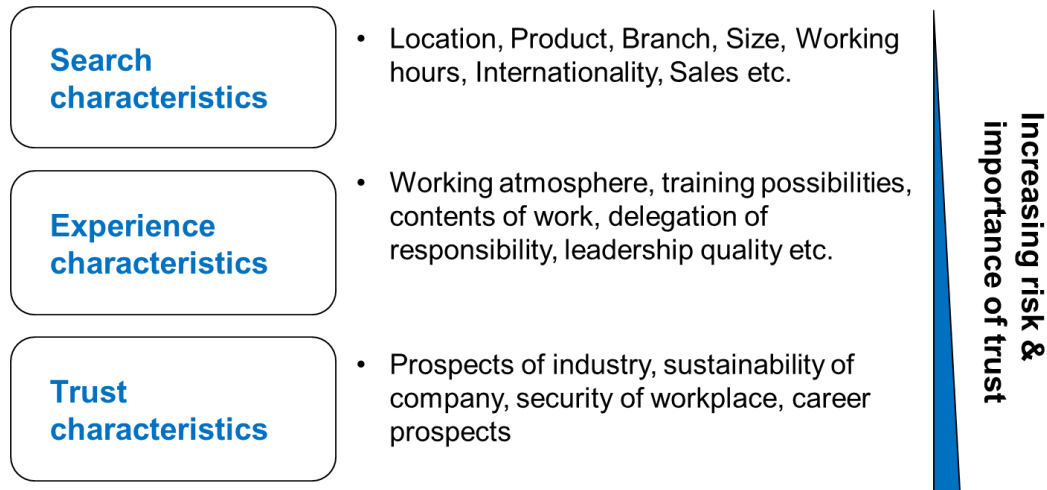 Search
characteristics
• Location, Product, Branch, Size, Working
hours, Internationality, Sales etc.
Experience
characteristics
• Working atmosphere, training possibilities,
contents of work, delegation of
responsibility, leadership quality etc.
Trust
characteristics
• Prospects of industry, sustainability of
company, security of workplace, career
prospects
Increasing risk &
importance of trust